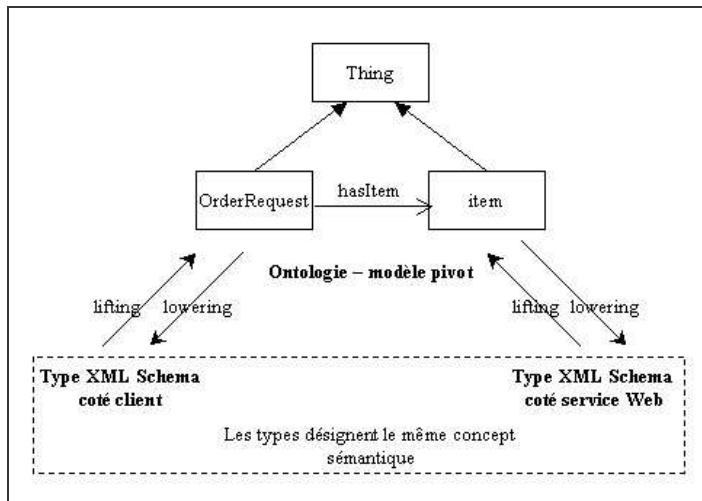 Thing
OrderRequest
hasItem
item
Ontologie – modèle pivot
lifting
lowering
lifting
lowering
Type XML Schema
coté client
Type XML Schema
coté service Web
Les types désignent le même concept
sémantique